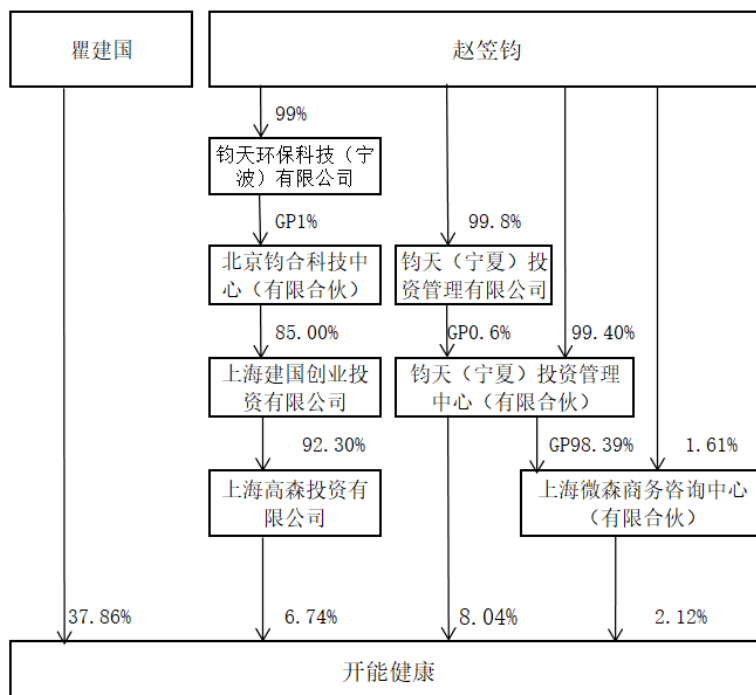 瞿建国
赵笠钧
99%
钧天环保科技（宁
波）有限公司
GP1%
99.8%
北京钧合科技中
心（有限合伙）
钧天（宁夏）投
资管理有限公司
85.00%
GP0.6%
99.40%
上海建国创业投
资有限公司
钧天（宁夏）投资管理
中心（有限合伙）
92.30%
GP98.39%
1.61%
上海高森投资有
限公司
上海微森商务咨询中心
（有限合伙）
37.86%
6.74%
8.04%
2.12%
开能健康